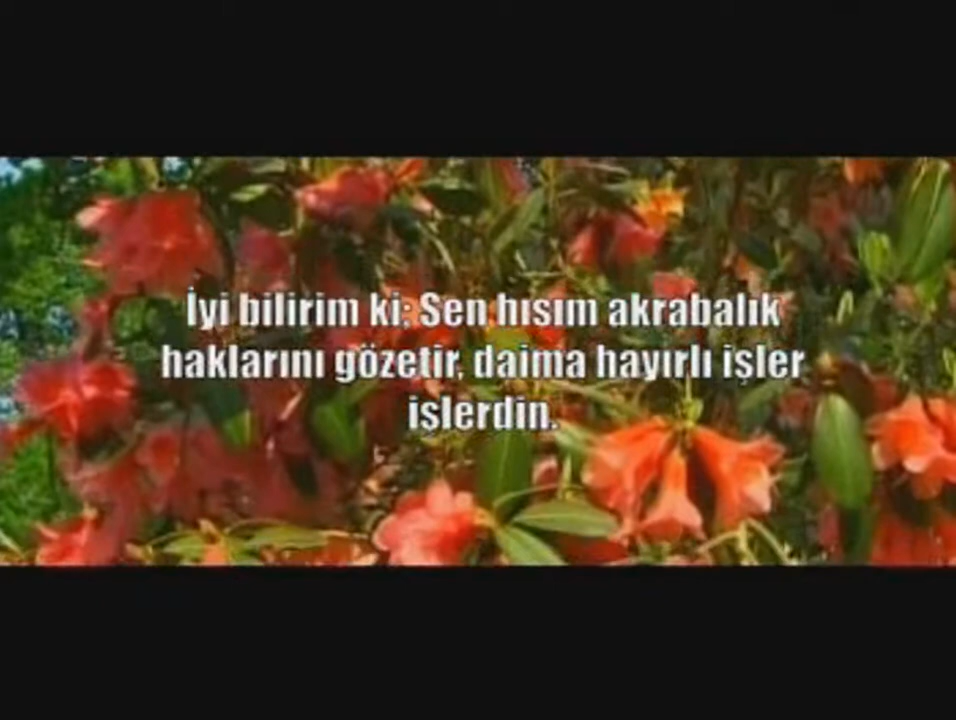 İyi bilirim ki; Sen hısım akrabalık
haklarını gözetir, daima hayırlı işler
işlerdin.